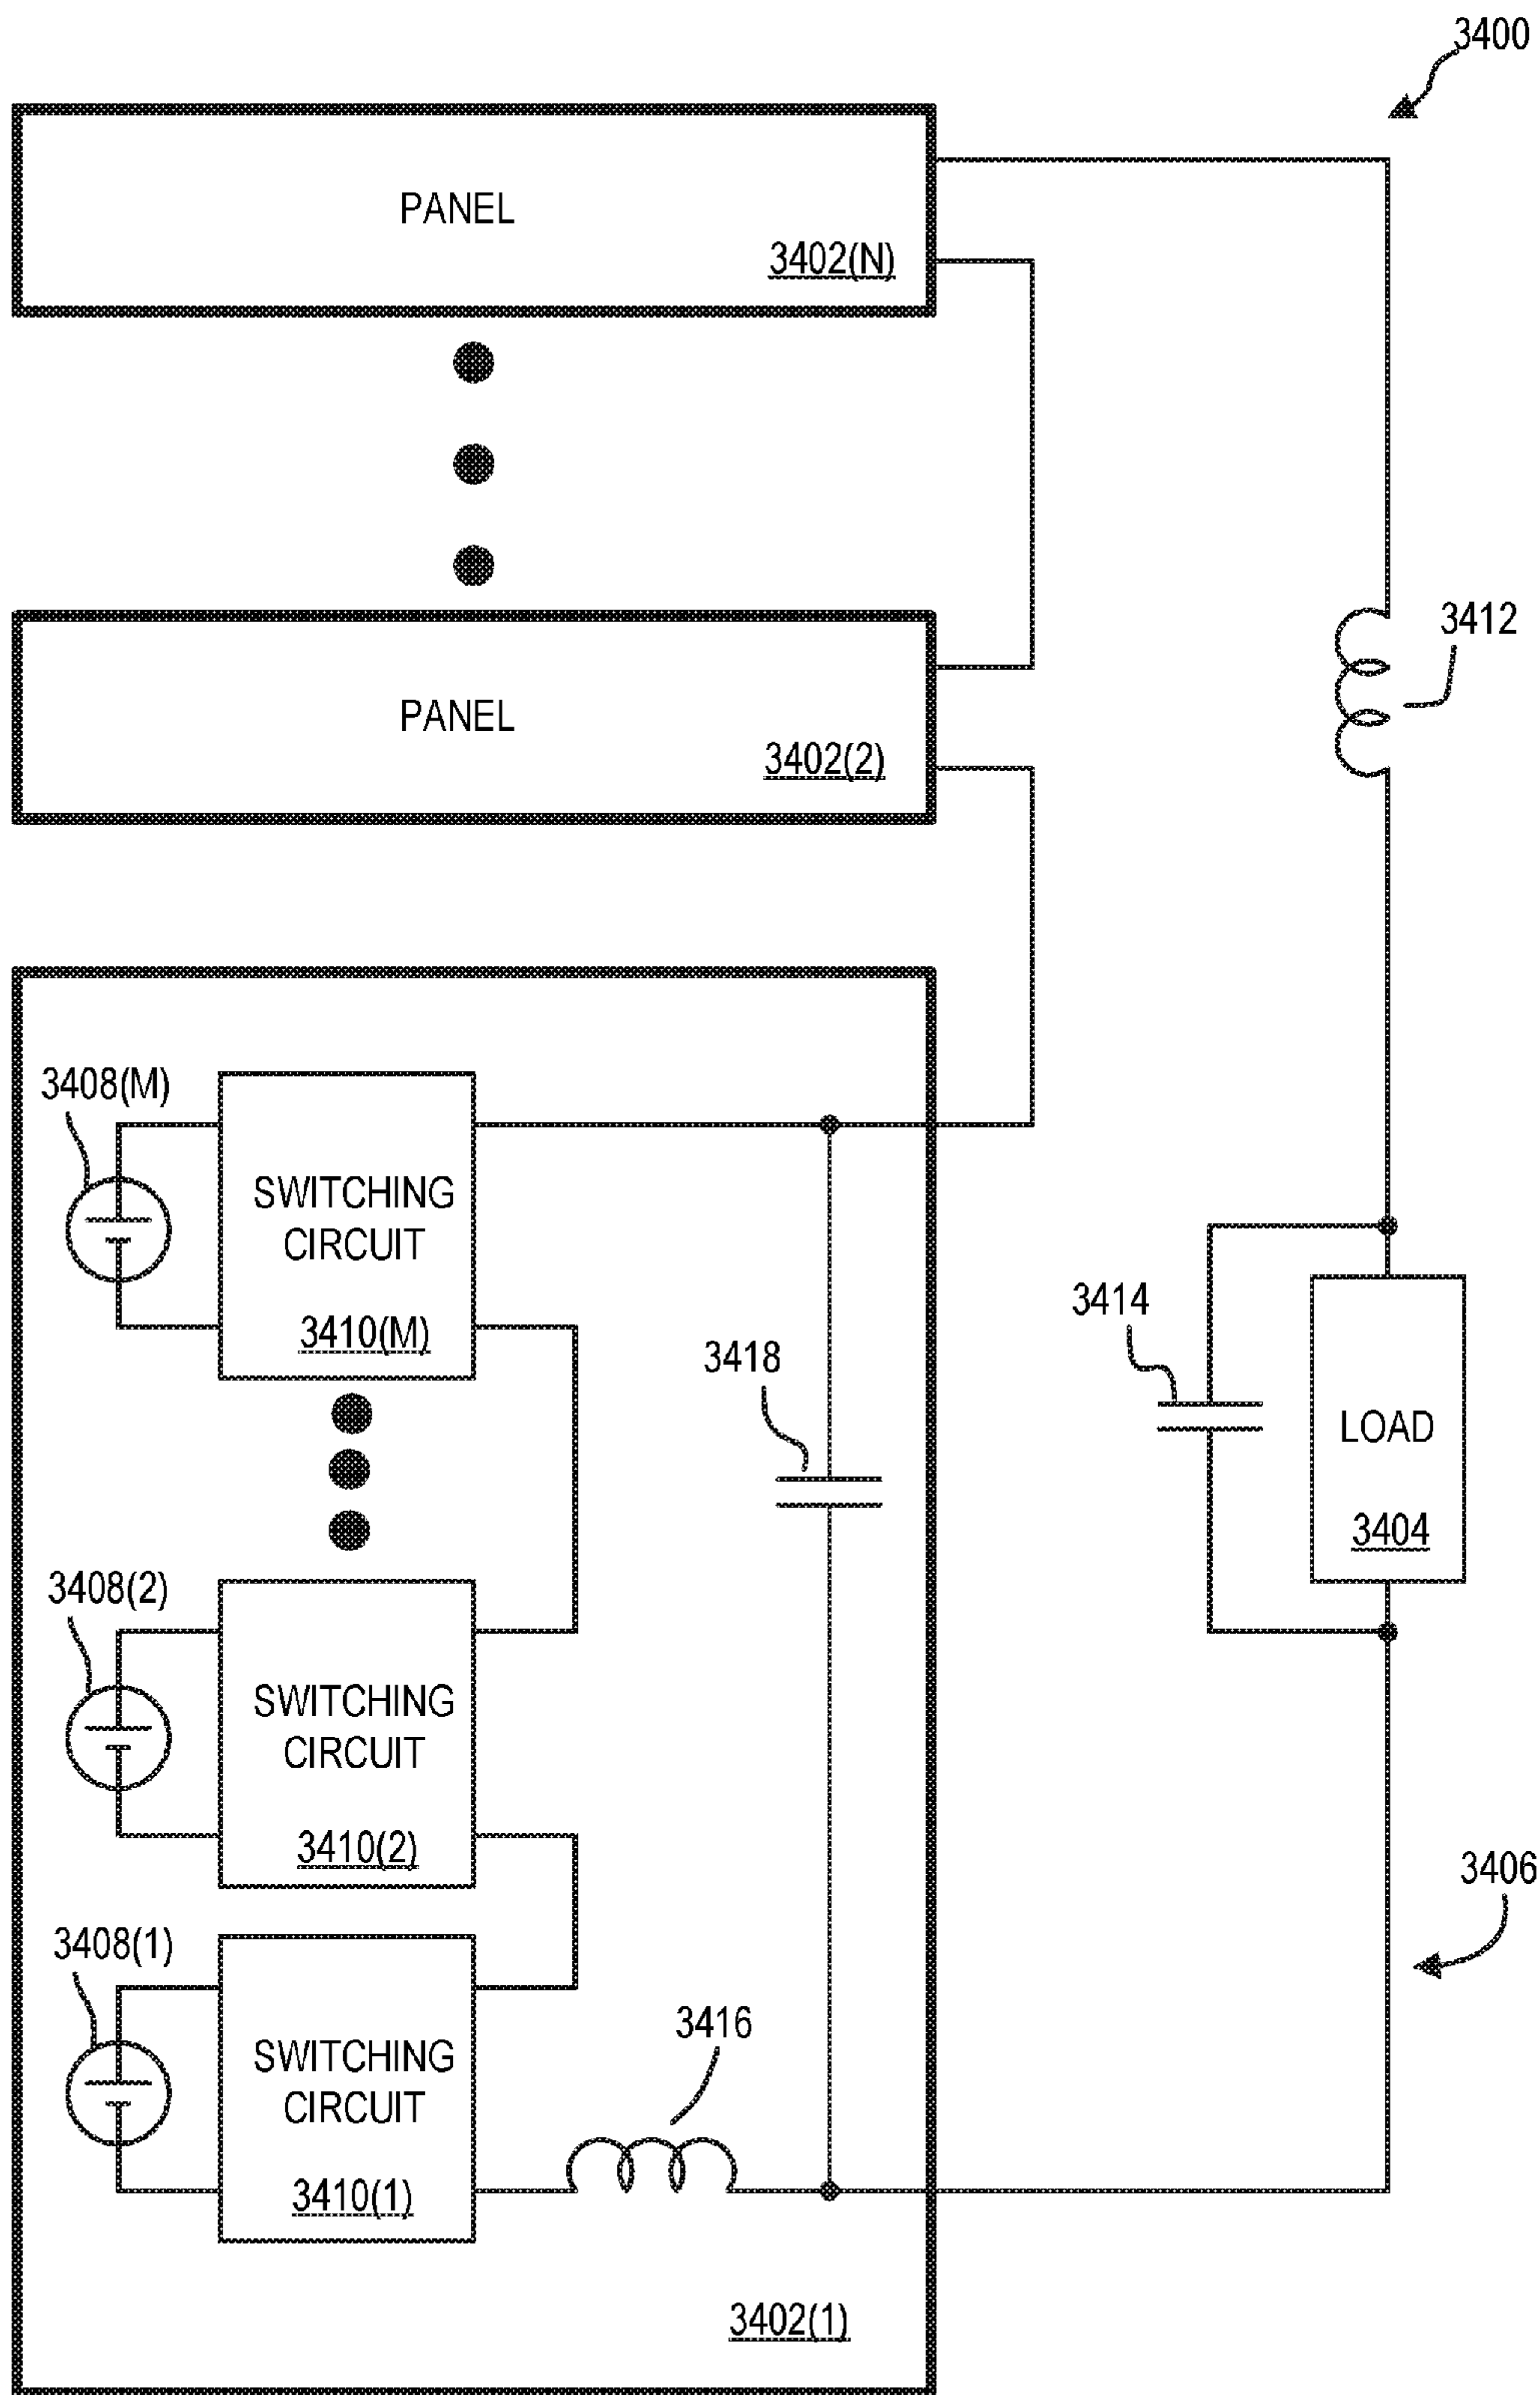 3400
PANEL
3402(N)
3412
PANEL
3402(2)
3408(M)
SWITCHING
CIRCUIT
3410(M)
3418
3414
LOAD
3404
3408(2)
SWITCHING
CIRCUIT
3410(2)
3406
3408(1)
SWITCHING
CIRCUIT
3410(1)
3416
3402(1)